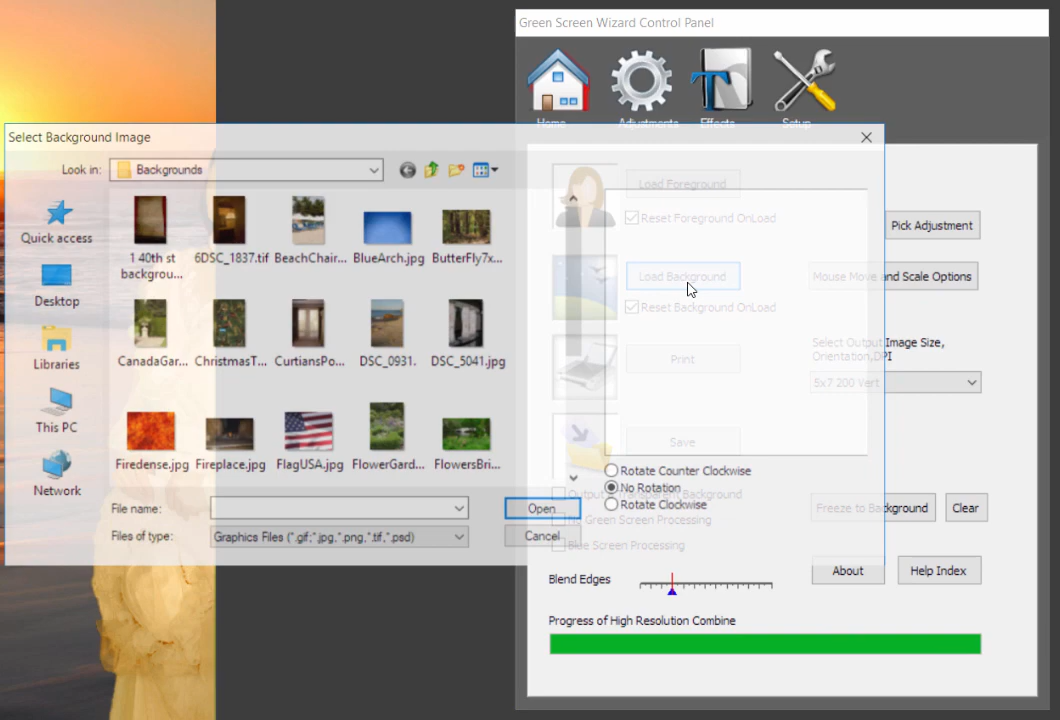 Green Screen Wizard Control Panel
Home
Adjustments
Effects
Setup
Select Background Image
Look in:
Backgrounds
Quick access
Desktop
Libraries
This PC
Network
1 40th st
backgrou...
6DSC_1837.tif
BeachChair...
BlueArch.jpg
ButterFly7x...
CanadaGar...
ChristmasT...
CurtiansPo...
DSC_0931.
DSC_5041.jpg
Firedense.jpg
Fireplace.jpg
FlagUSA.jpg
FlowerGard...
FlowersBri...
File name:
Open
Files of type:
Graphics Files (*.gif;*.jpg,*.png,*.tif,*.psd)
Cancel
Load Foreground
Reset Foreground OnLoad
Load Background
Reset Background OnLoad
Print
Save
Rotate Counter Clockwise
No Rotation
Rotate Clockwise
Output Transparent Background
No Green Screen Processing
Blue Screen Processing
Pick Adjustment
Mouse Move and Scale Options
Select Output Image Size,
Orientation,DPI
5x7 200 Vert
Freeze to Background
Clear
About
Help Index
Blend Edges
Progress of High Resolution Combine